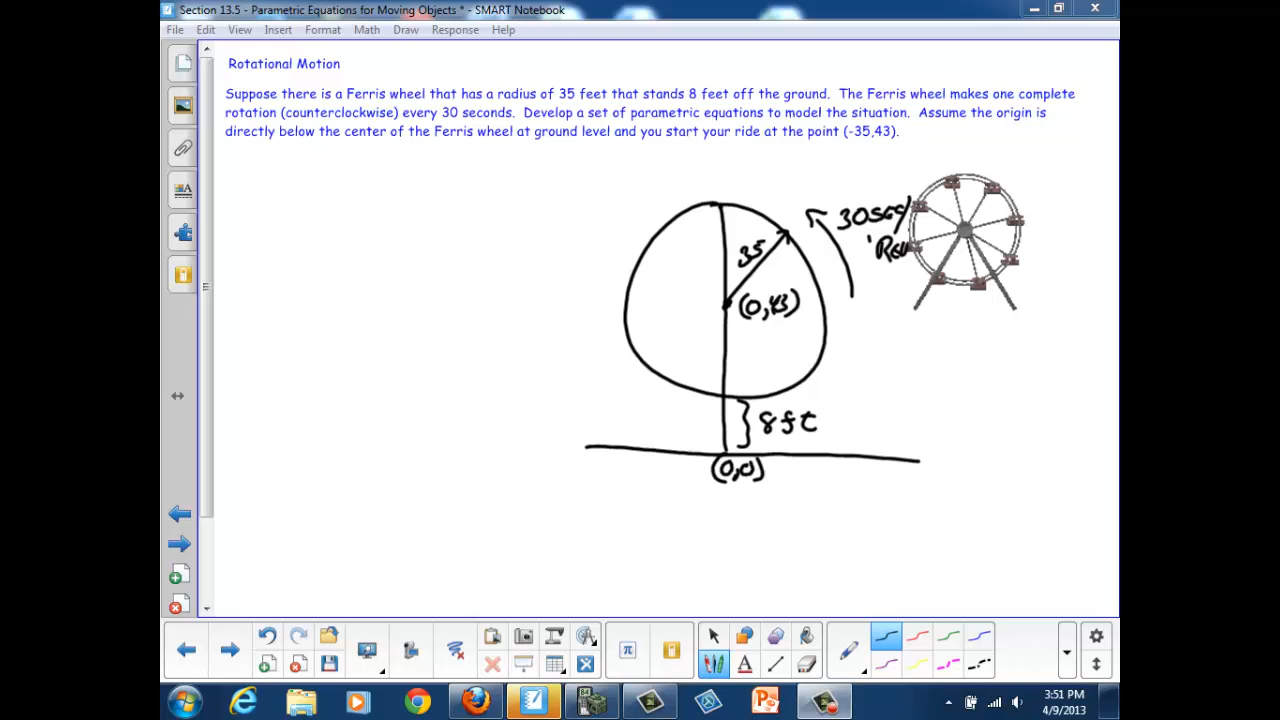 Section 13.5 - Parametric Equations for Moving Objects * - SMART Notebook
File Edit View Insert Format Math Draw Response Help
Rotational Motion
Suppose there is a Ferris wheel that has a radius of 35 feet that stands 8 feet off the ground. The Ferris wheel makes one complete
rotation (counterclockwise) every 30 seconds. Develop a set of parametric equations to model the situation. Assume the origin is
directly below the center of the Ferris wheel at ground level and you start your ride at the point (-35,43).
30sec/
Rev
35
(0,43)
8ft
(0,0)
π
A
3:51 PM
4/9/2013